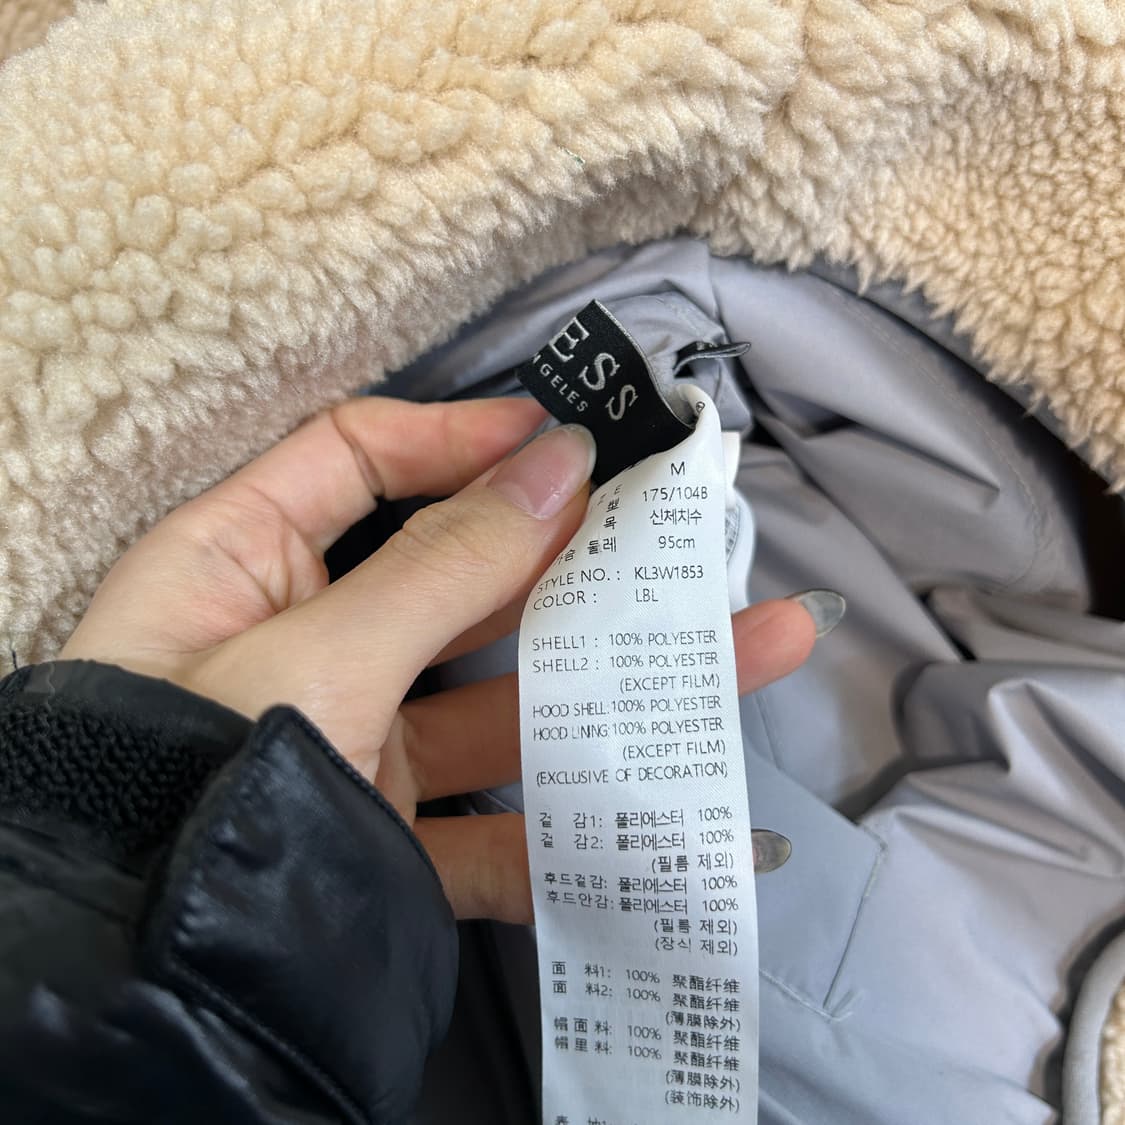 ESS
NGELES
M
型 175/104B
목 신체치수
둘레 95cm
STYLE NO. : KL3W1853
COLOR : LBL
SHELL1 : 100% POLYESTER
SHELL2 : 100% POLYESTER
(EXCEPT FILM)
HOOD SHELL:100% POLYESTER
HOOD LINING:100% POLYESTER
(EXCEPT FILM)
(EXCLUSIVE OF DECORATION)
겉 감1: 폴리에스터 100%
겉 감2: 폴리에스터 100%
(필름 제외)
후드겉감: 폴리에스터 100%
후드안감: 폴리에스터 100%
(필름 제외)
(장식 제외)
面 料1: 100% 聚酯纤维
面 料2: 100% 聚酯纤维
(薄膜除外)
帽面料: 100% 聚酯纤维
帽里料: 100% 聚酯纤维
(薄膜除外)
(装饰除外)